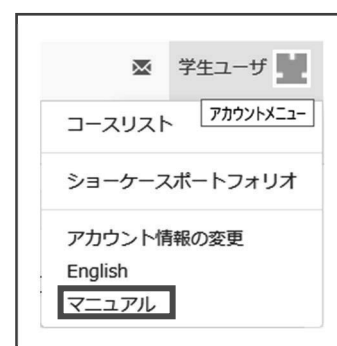 学生ユーザ
アカウントメニュー
コースリスト
ショーケースポートフォリオ
アカウント情報の変更
English
マニュアル